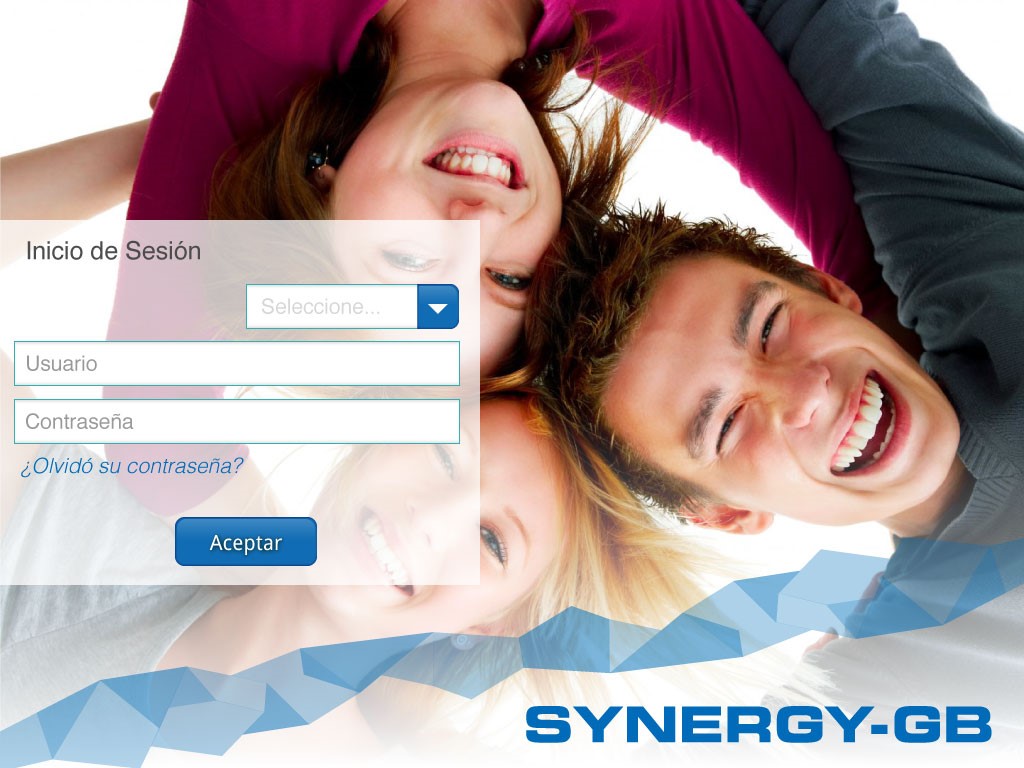 Inicio de Sesión
Seleccione...
Usuario
Contraseña
¿Olvidó su contraseña?
Aceptar
SYNERGY-GB